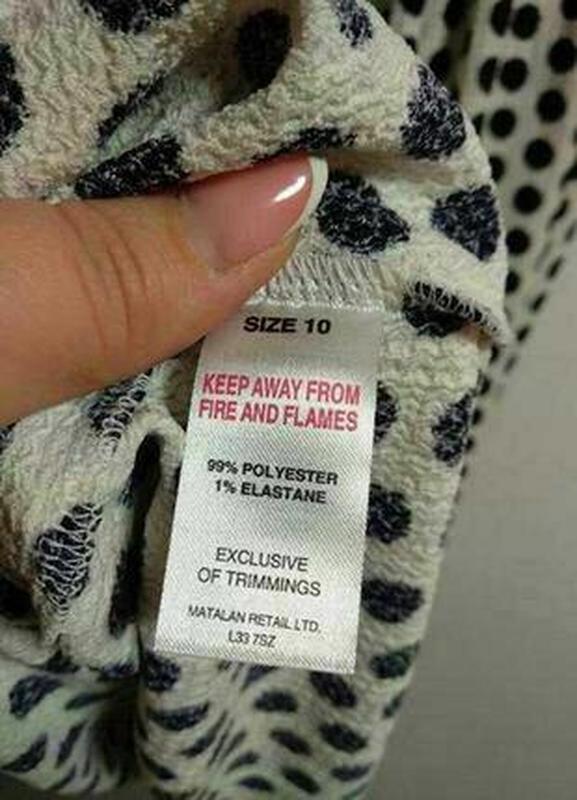 SIZE 10
KEEP AWAY FROM
FIRE AND FLAMES
99% POLYESTER
1% ELASTANE
EXCLUSIVE
OF TRIMMINGS
MATALAN RETAIL LTD.
L33 7SZ